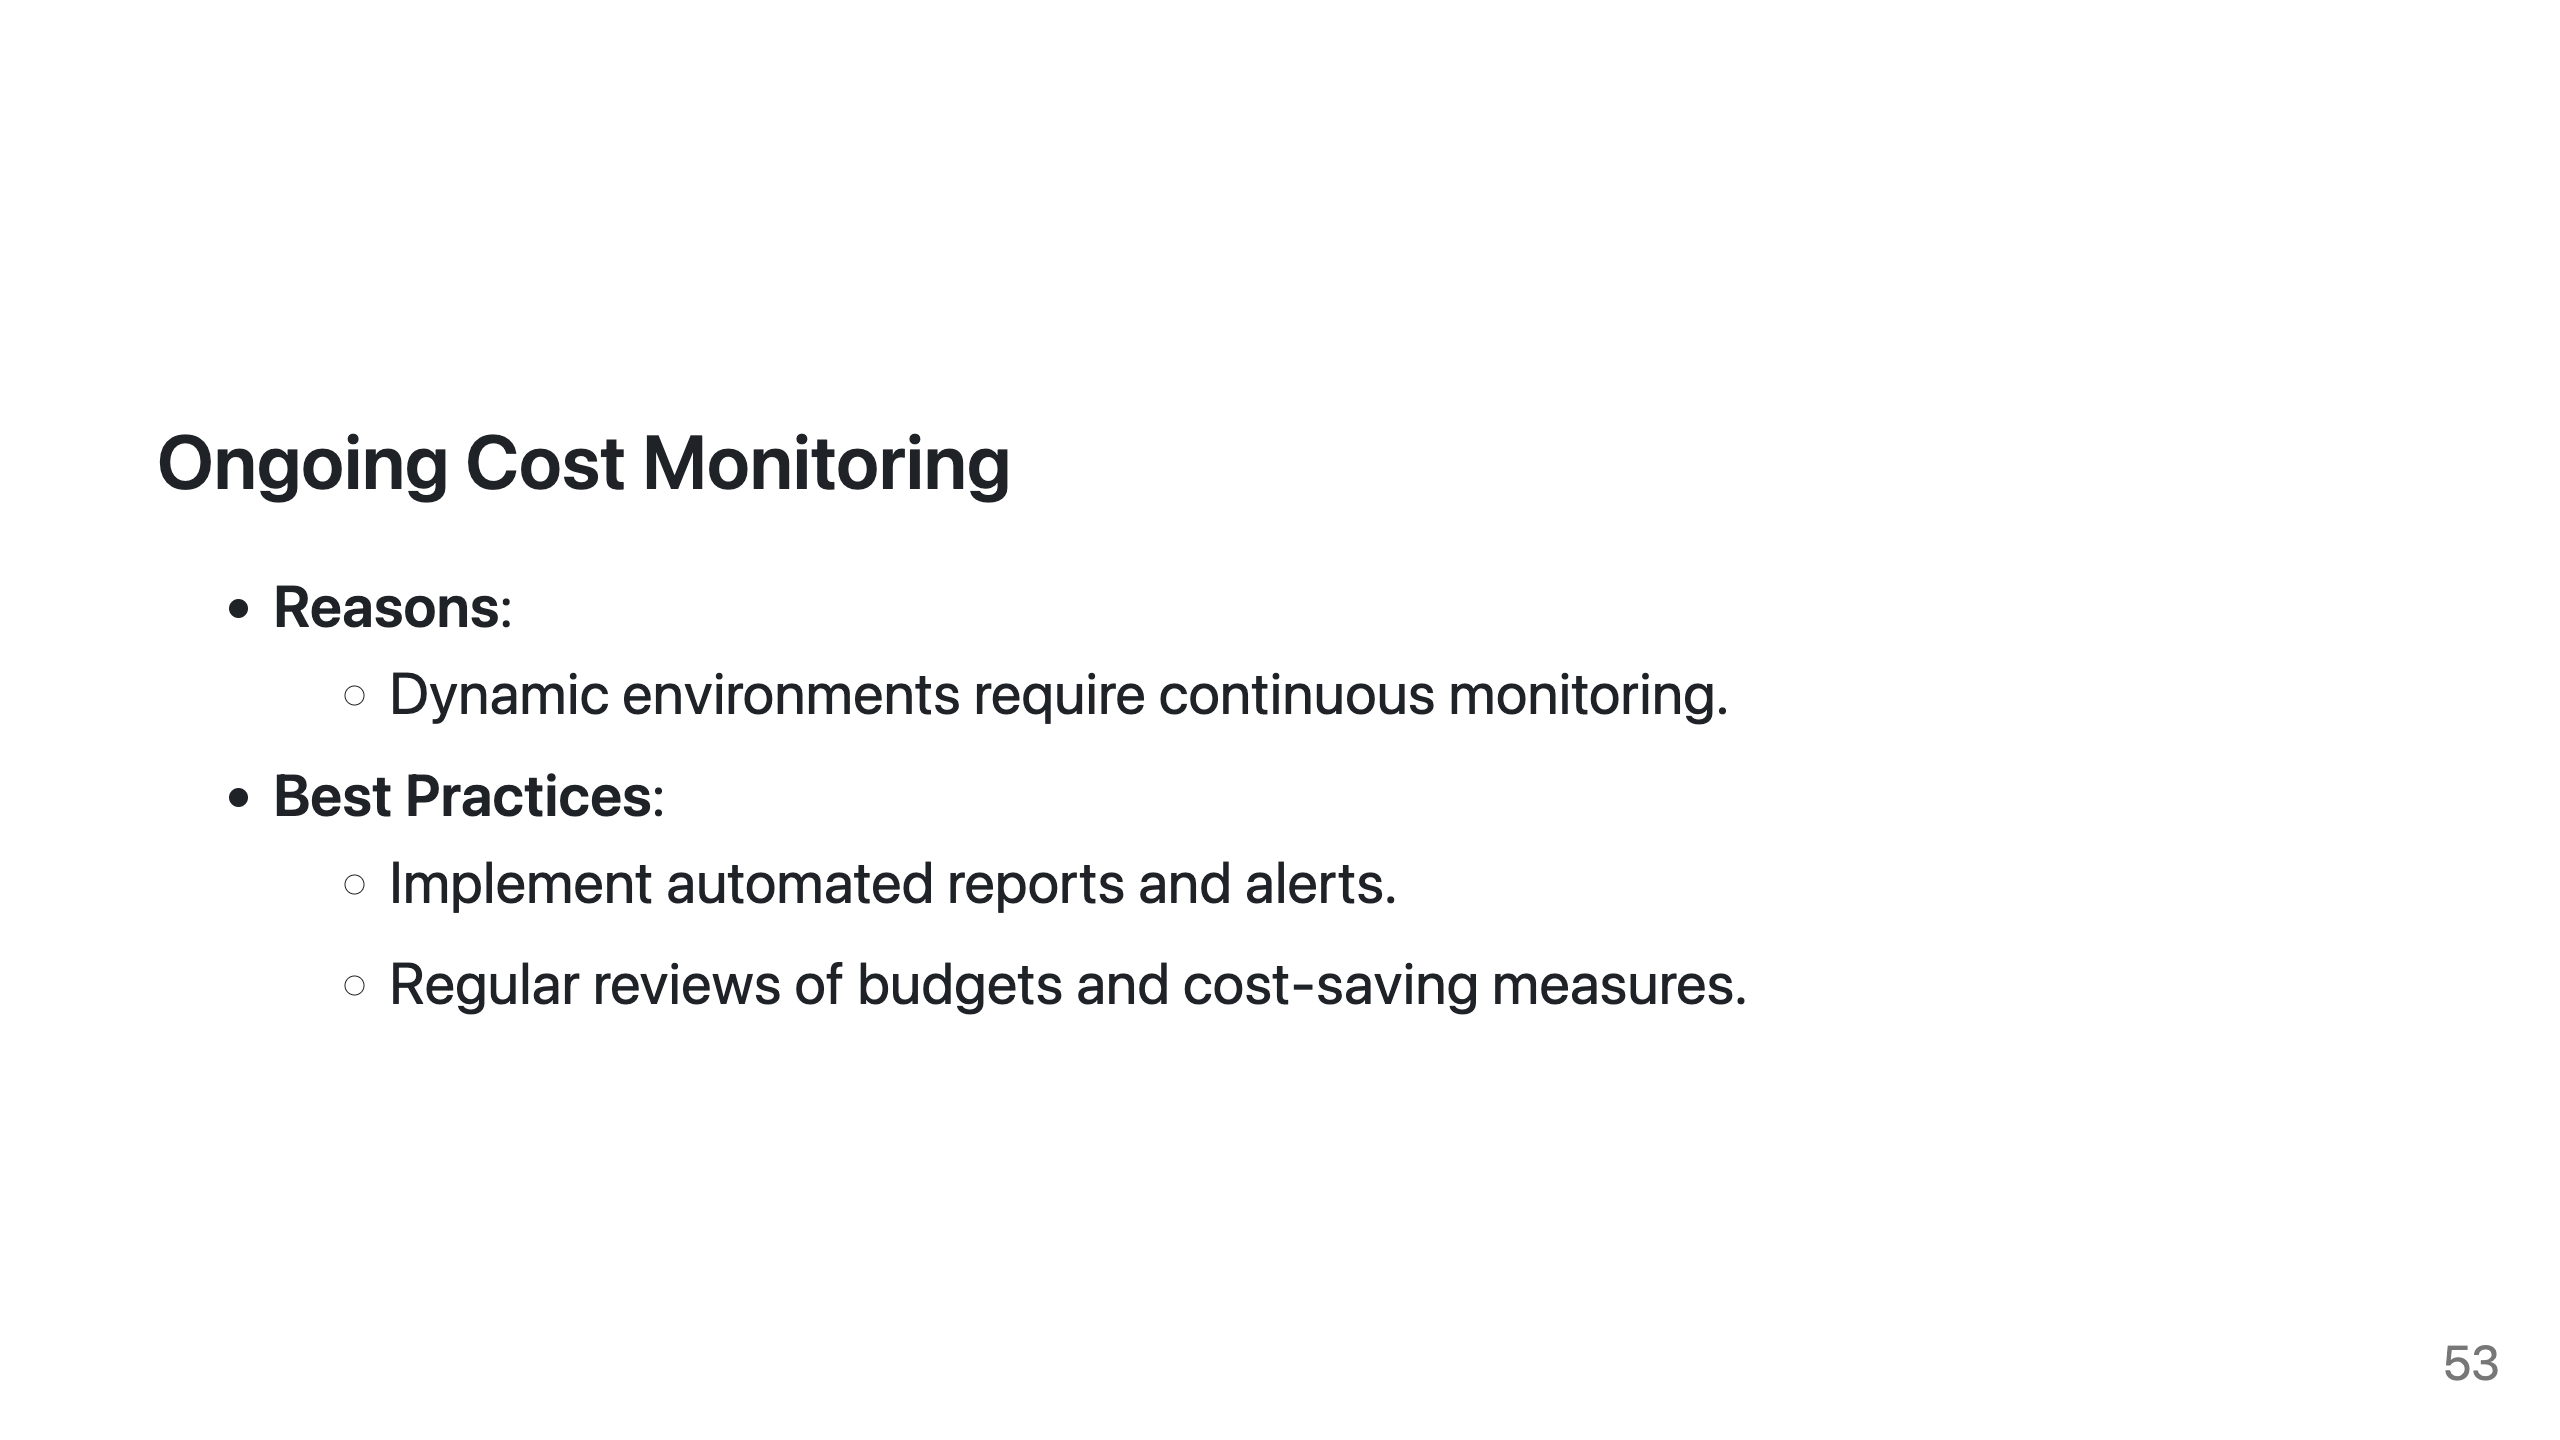 Ongoing Cost Monitoring
• Reasons:
○ Dynamic environments require continuous monitoring.
• Best Practices:
○ Implement automated reports and alerts.
○ Regular reviews of budgets and cost-saving measures.
53